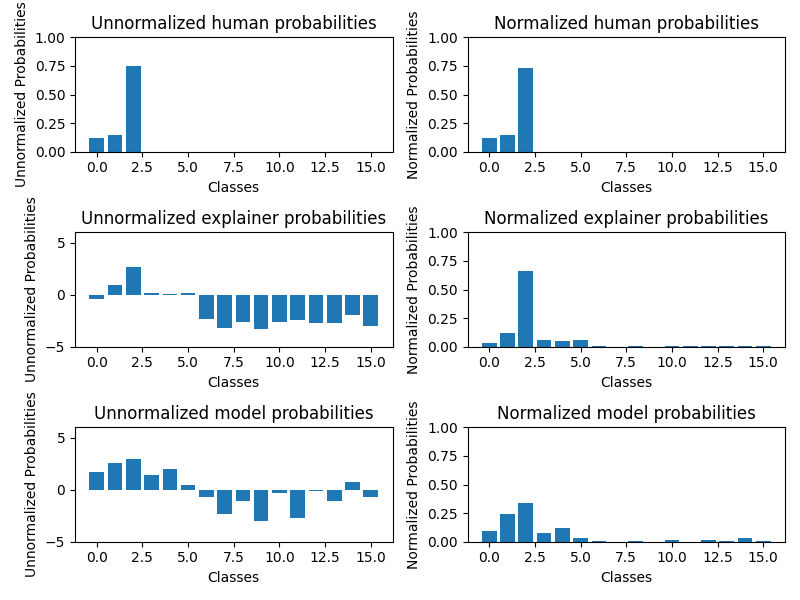 Unnormalized human probabilities
Unnormalized Probabilities
1.00
0.75
0.50
0.25
0.00
0.0 2.5 5.0 7.5 10.0 12.5 15.0
Classes
Normalized human probabilities
Normalized Probabilities
1.00
0.75
0.50
0.25
0.00
0.0 2.5 5.0 7.5 10.0 12.5 15.0
Classes
Unnormalized explainer probabilities
Unnormalized Probabilities
5
0
−5
0.0 2.5 5.0 7.5 10.0 12.5 15.0
Classes
Normalized explainer probabilities
Normalized Probabilities
1.00
0.75
0.50
0.25
0.00
0.0 2.5 5.0 7.5 10.0 12.5 15.0
Classes
Unnormalized model probabilities
Unnormalized Probabilities
5
0
−5
0.0 2.5 5.0 7.5 10.0 12.5 15.0
Classes
Normalized model probabilities
Normalized Probabilities
1.00
0.75
0.50
0.25
0.00
0.0 2.5 5.0 7.5 10.0 12.5 15.0
Classes